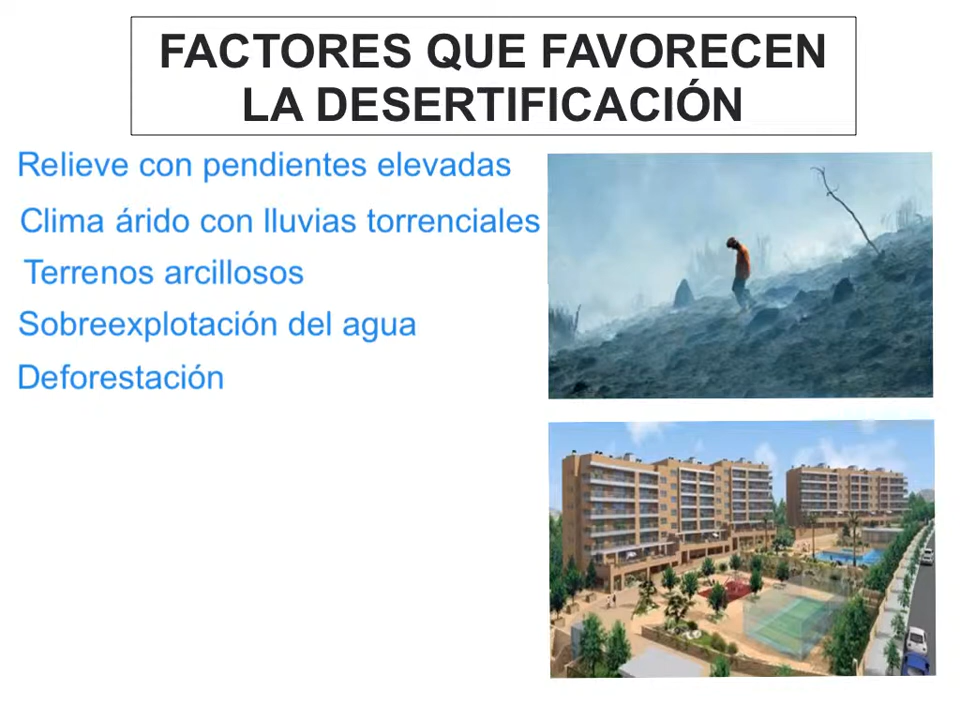 FACTORES QUE FAVORECEN
LA DESERTIFICACIÓN
Relieve con pendientes elevadas
Clima árido con lluvias torrenciales
Terrenos arcillosos
Sobreexplotación del agua
Deforestación